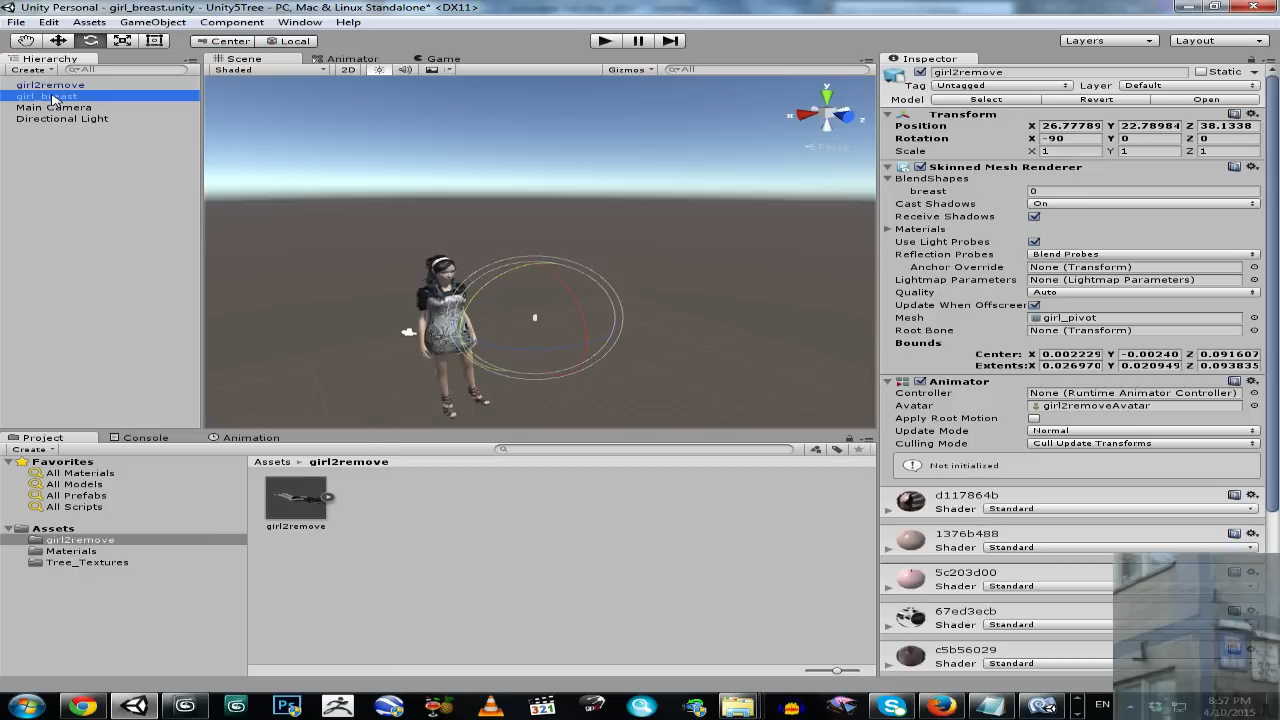 Unity Personal - girl_breast.unity - Unity5Tree - PC, Mac & Linux Standalone* <DX11>
File Edit Assets GameObject Component Window Help
Center Local Layers Layout
Hierarchy Scene Animator Game Inspector
Create All Shaded 2D Gizmos All girl2remove Static
girl2remove Tag Untagged Layer Default
girl_breast Model Select Revert Open
Main Camera Transform
Directional Light Position X 26.77789 Y 22.78984 Z 38.1338
Rotation X -90 Y 0 Z 0
Scale X 1 Y 1 Z 1
y x z
Persp
Skinned Mesh Renderer
BlendShapes
breast 0
Cast Shadows On
Receive Shadows
Materials
Use Light Probes
Reflection Probes Blend Probes
Anchor Override None (Transform)
Lightmap Parameters None (Lightmap Parameters)
Quality Auto
Update When Offscreer
Mesh girl_pivot
Root Bone None (Transform)
Bounds
Center: X 0.002229 Y -0.00240 Z 0.091607
Extents: X 0.026970 Y 0.020949 Z 0.093835
Animator
Controller None (Runtime Animator Controller)
Avatar girl2removeAvatar
Apply Root Motion
Update Mode Normal
Culling Mode Cull Update Transforms
Not initialized
d117864b
Shader Standard
1376b488
Shader Standard
5c203d00
Shader Standard
67ed3ecb
Shader Standard
c5b56029
Shader Standard
Project Console Animation
Create
Favorites
All Materials
All Models
All Prefabs
All Scripts
Assets
girl2remove
Materials
Tree_Textures
Assets girl2remove
girl2remove
321
EN 8:57 PM
4/10/2015